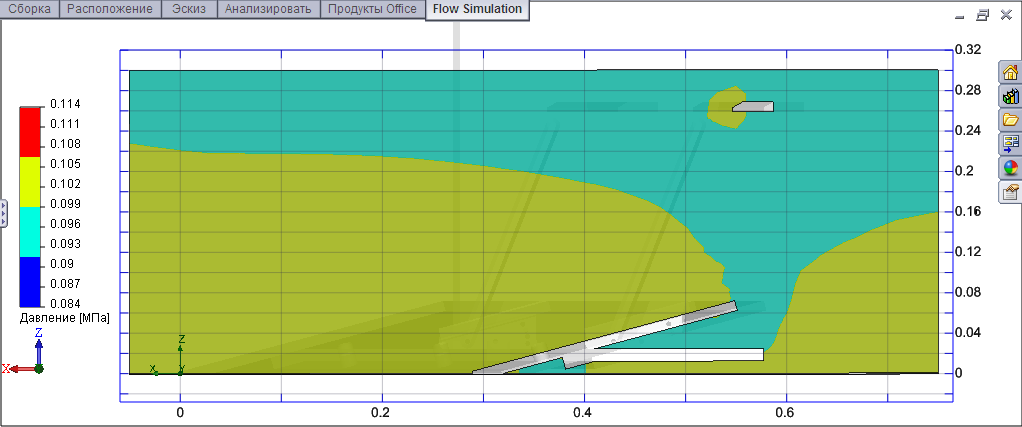 Сборка Расположение Эскиз Анализировать Продукты Office Flow Simulation
0.32
0.28
0.24
0.2
0.16
0.12
0.08
0.04
0
0.114
0.111
0.108
0.105
0.102
0.099
0.096
0.093
0.09
0.087
0.084
Давление [МПа]
Z
X
Z
X
Y
0 0.2 0.4 0.6